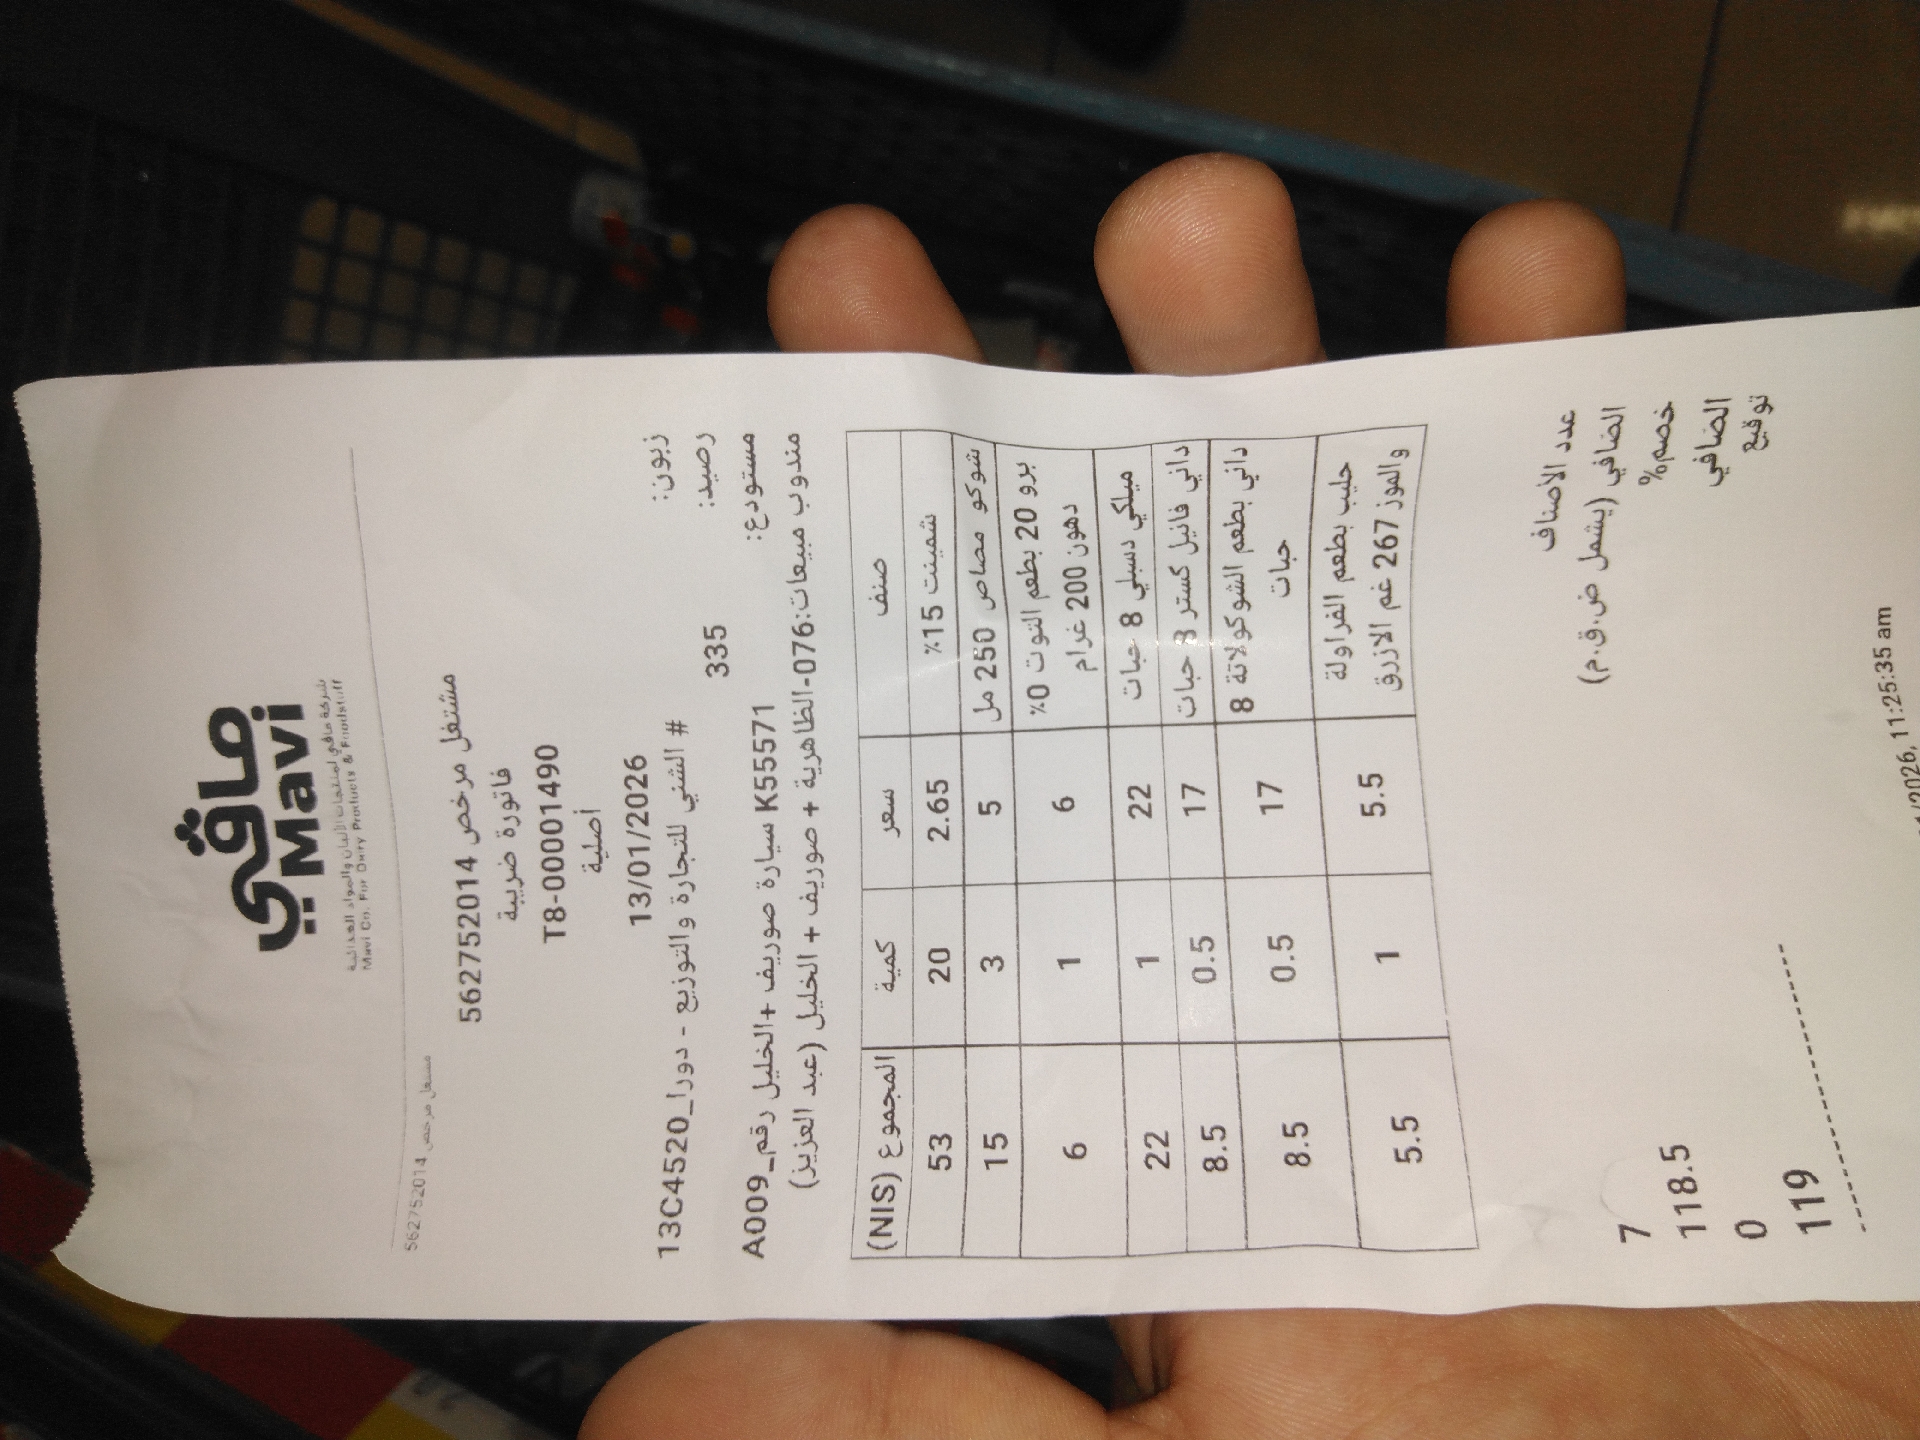 مافي
Mavi
شركة مافي لمنتجات الألبان والمواد الغذائية
Mavi Co. For Dairy Products & Foodstuff
مشتغل مرخص 562752014
مشتغل مرخص 562752014
فاتورة ضريبة
T8-00001490
أصلية
13/01/2026
زبون: # الشني للتجارة والتوزيع - دورا_13C4520
رصيد: 335
مستودع: K55571 سيارة صوريف +الخليل رقم_A009
مندوب مبيعات:076-الظاهرية + صوريف + الخليل (عبد العزيز)
صنف سعر كمية المجموع (NIS)
شمينت 15% 2.65 20 53
شوكو مصاص 250 مل 5 3 15
برو 20 بطعم التوت 0% 6 1 6
دهون 200 غرام
ميلكي دسبلي 8 حبات 22 1 22
داني فانيل كستر 8 حبات 17 0.5 8.5
داني بطعم الشوكولاتة 8 17 0.5 8.5
حبات
حليب بطعم الفراولة 5.5 1 5.5
والموز 267 غم الازرق
عدد الأصناف 7
الضافي (يشمل ض.ق.م) 118.5
خصم% 0
الضافي 119
توقيع
/2026, 11:25:35 am